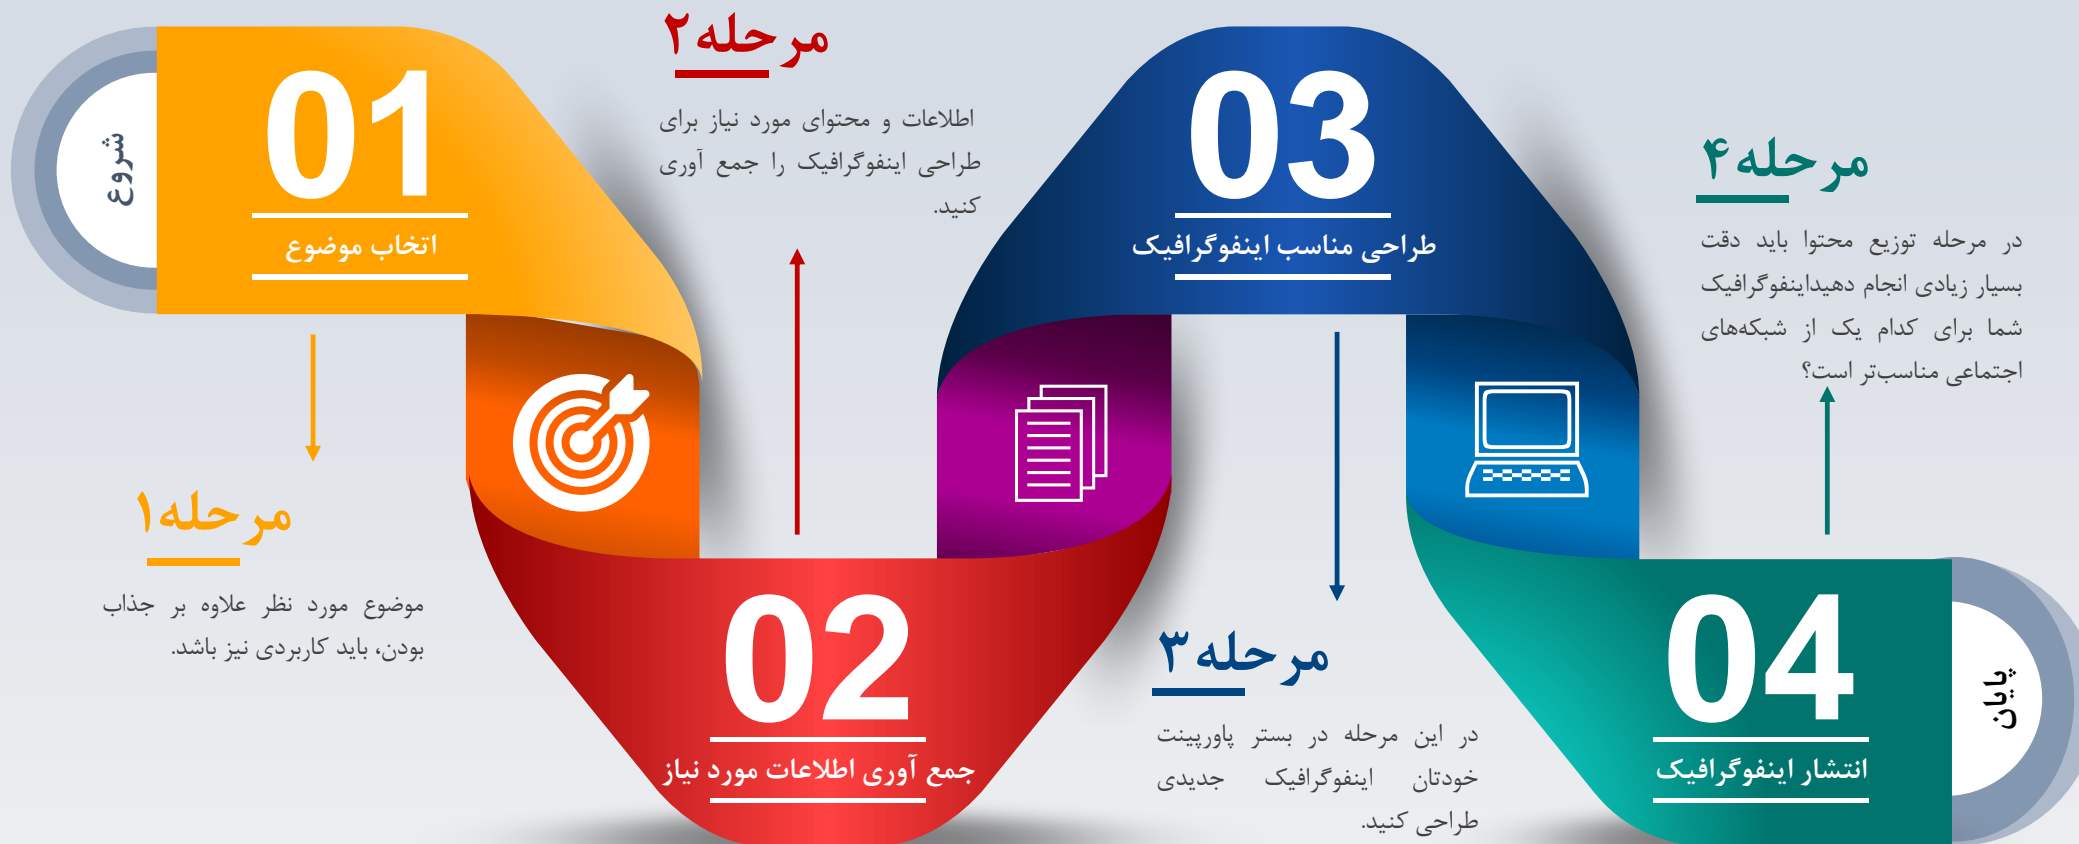 شروع
01
اتخاب موضوع
مرحله۱
موضوع مورد نظر علاوه بر جذاب
بودن، باید کاربردی نیز باشد.
مرحله۲
اطلاعات و محتوای مورد نیاز برای
طراحی اینفوگرافیک را جمع آوری
کنید.
02
جمع آوری اطلاعات مورد نیاز
03
طراحی مناسب اینفوگرافیک
مرحله۳
در این مرحله در بستر پاورپینت
خودتان اینفوگرافیک جدیدی
طراحی کنید.
مرحله۴
در مرحله توزیع محتوا باید دقت
بسیار زیادی انجام دهیداینفوگرافیک
شما برای کدام یک از شبکه‌های
اجتماعی مناسب‌تر است؟
04
انتشار اینفوگرافیک
پایان